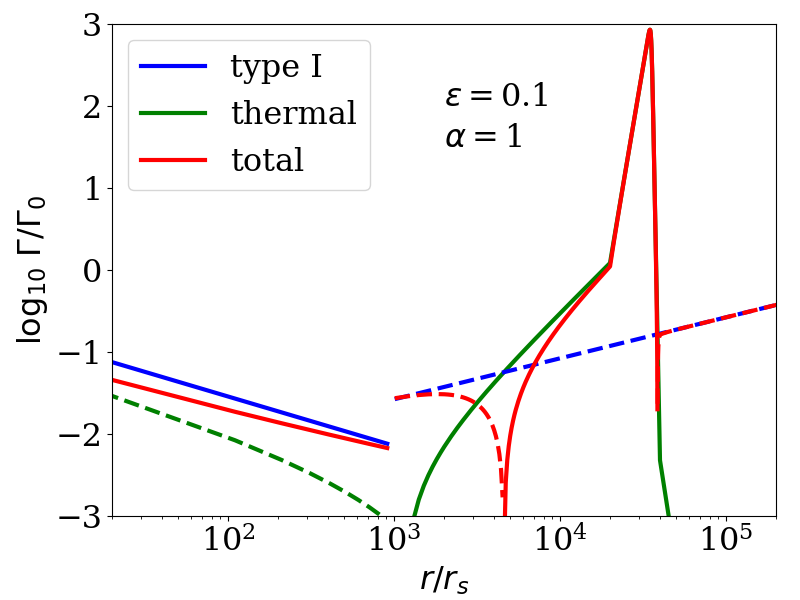 type I
thermal
total
ε = 0.1
α = 1
log₁₀ Γ/Γ₀
3
2
1
0
−1
−2
−3
10²
10³
10⁴
10⁵
r/rₛ